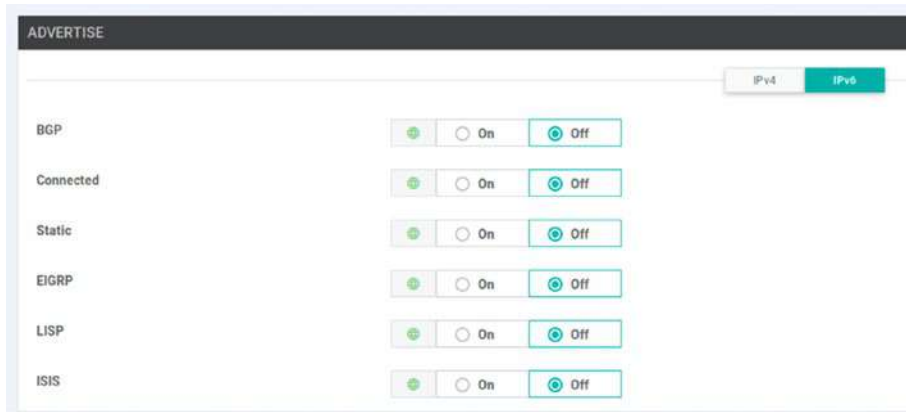 ADVERTISE
IPv4 IPv6
BGP On Off
Connected On Off
Static On Off
EIGRP On Off
LISP On Off
ISIS On Off